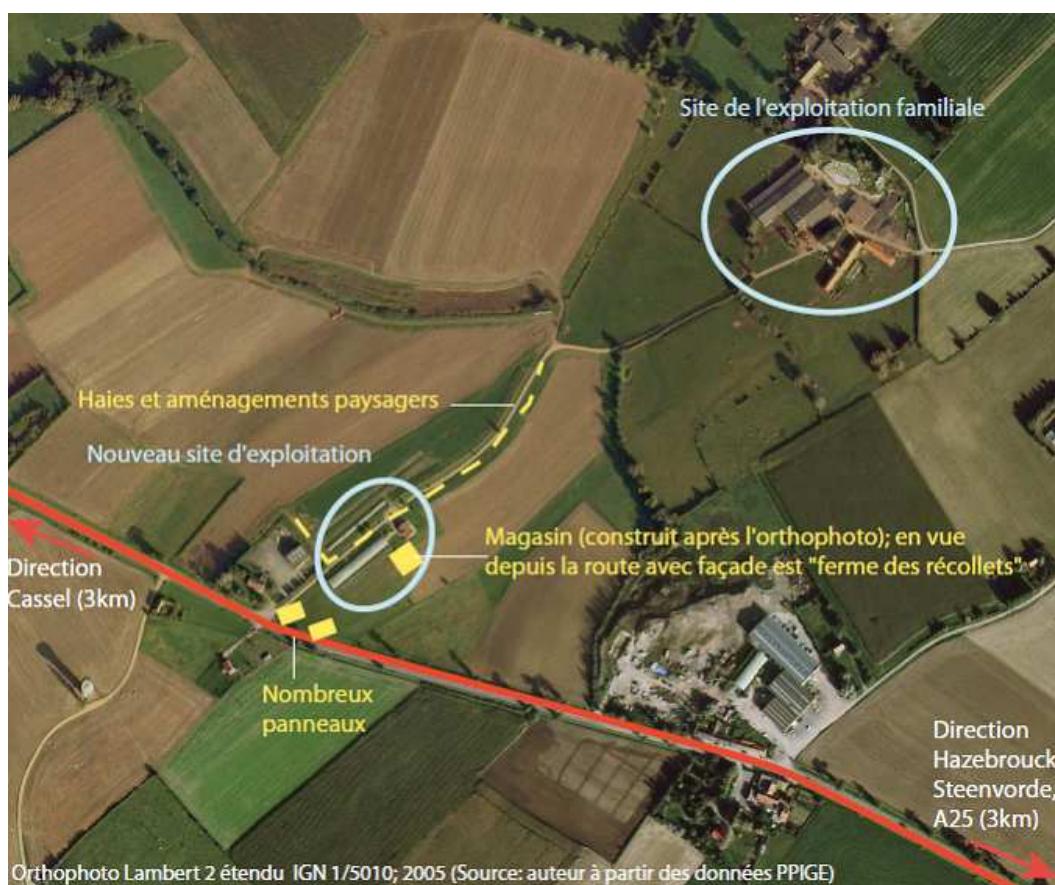 Site de l'exploitation familiale
Haies et aménagements paysagers
Nouveau site d'exploitation
Magasin (construit après l'orthophoto); en vue
depuis la route avec façade est "ferme des récollets"
Direction
Cassel (3km)
Nombreux
panneaux
Direction
Hazebrouck
Steenvorde,
A25 (3km)
Orthophoto Lambert 2 étendu IGN 1/5010; 2005 (Source: auteur à partir des données PPIGE)